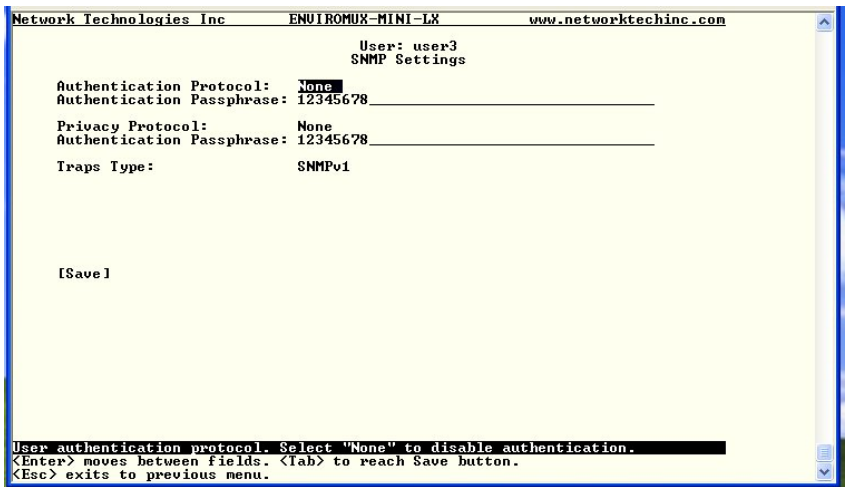 Network Technologies Inc ENVIROMUX-MINI-LX www.networktechinc.com
User: user3
SNMP Settings
Authentication Protocol: None
Authentication Passphrase: 12345678
Privacy Protocol: None
Authentication Passphrase: 12345678
Traps Type: SNMPv1
[Save]
User authentication protocol. Select "None" to disable authentication.
<Enter> moves between fields. <Tab> to reach Save button.
<Esc> exits to previous menu.